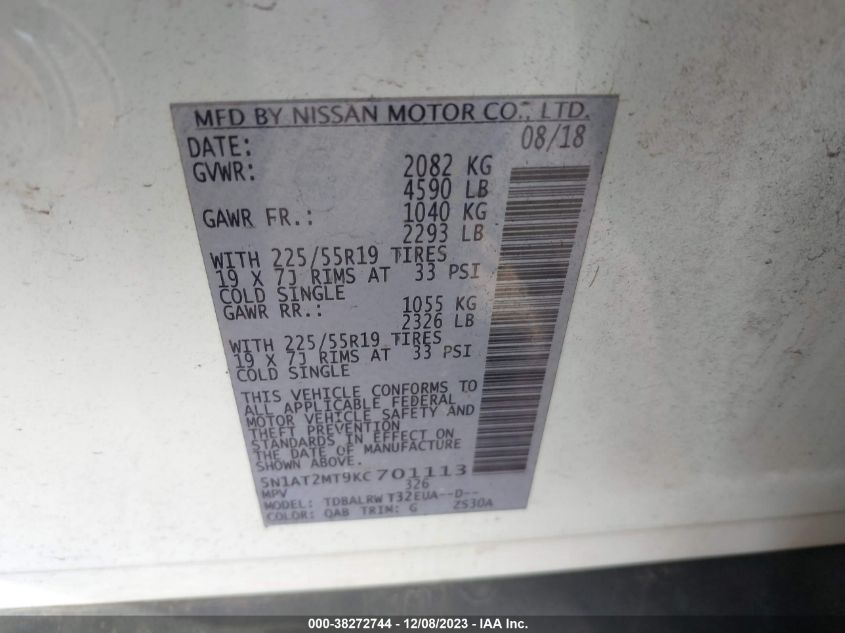 MFD BY NISSAN MOTOR CO., LTD.
DATE: 08/18
GVWR: 2082 KG
4590 LB
GAWR FR.: 1040 KG
2293 LB
WITH 225/55R19 TIRES
19 X 7J RIMS AT 33 PSI
COLD SINGLE
GAWR RR.: 1055 KG
2326 LB
WITH 225/55R19 TIRES
19 X 7J RIMS AT 33 PSI
COLD SINGLE
THIS VEHICLE CONFORMS TO
ALL APPLICABLE FEDERAL
MOTOR VEHICLE SAFETY AND
THEFT PREVENTION
STANDARDS IN EFFECT ON
THE DATE OF MANUFACTURE
SHOWN ABOVE.
5N1AT2MT9KC701113
MPV 326
MODEL: TDBALRW T32EUA--D--
COLOR: QAB TRIM: G ZS30A
000-38272744 - 12/08/2023 - IAA Inc.